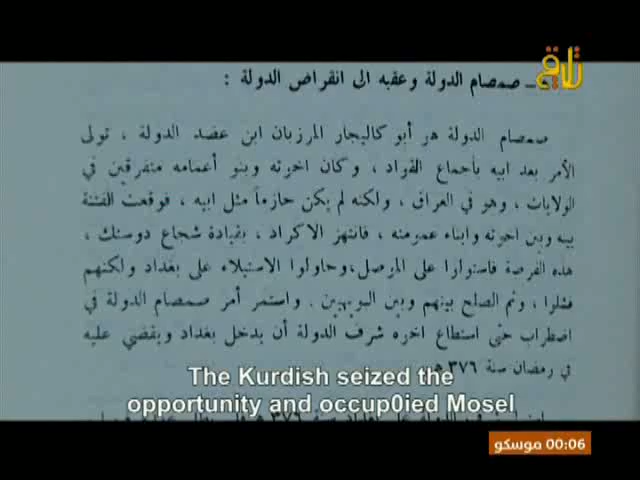 ـ صمصام الدولة وعقبه الى انقراض الدولة :
صمصام الدولة هو أبو كاليجار المرزبان ابن عضد الدولة ، تولى
الأمر بعد ابيه بأجماع القواد ، وكان اخوته وبنو أعمامه متفرقين في
الولايات ، وهو في العراق ، ولكنه لم يكن حازماً مثل ابيه ، فوقعت الفتنة
بينه وبين اخوته وابناء عمومته ، فانتهز الاكراد ، بقيادة شجاع دوستك ،
هذه الفرصة فاستولوا على الموصل،وحاولوا الاستيلاء على بغداد ولكنهم
فشلوا ، وتم الصلح بينهم وبين البويهيين . واستمر أمر صمصام الدولة في
اضطراب حتى استطاع اخوه شرف الدولة أن يدخل بغداد ويقضي عليه
في رمضان سنة ٣٧٦ هـ
The Kurdish seized the
opportunity and occup0ied Mosel
موسكو 00:06